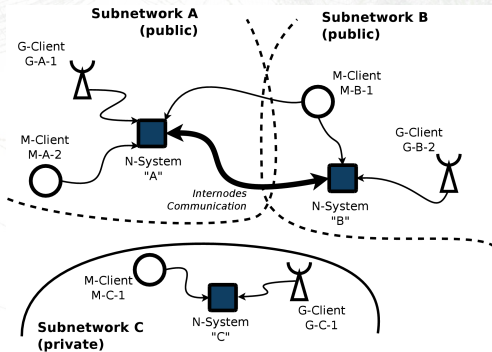 Subnetwork A
(public)
Subnetwork B
(public)
G-Client
G-A-1
M-Client
M-B-1
M-Client
M-A-2
N-System
"A"
G-Client
G-B-2
Internodes
Communication
N-System
"B"
M-Client
M-C-1
N-System
"C"
G-Client
G-C-1
Subnetwork C
(private)